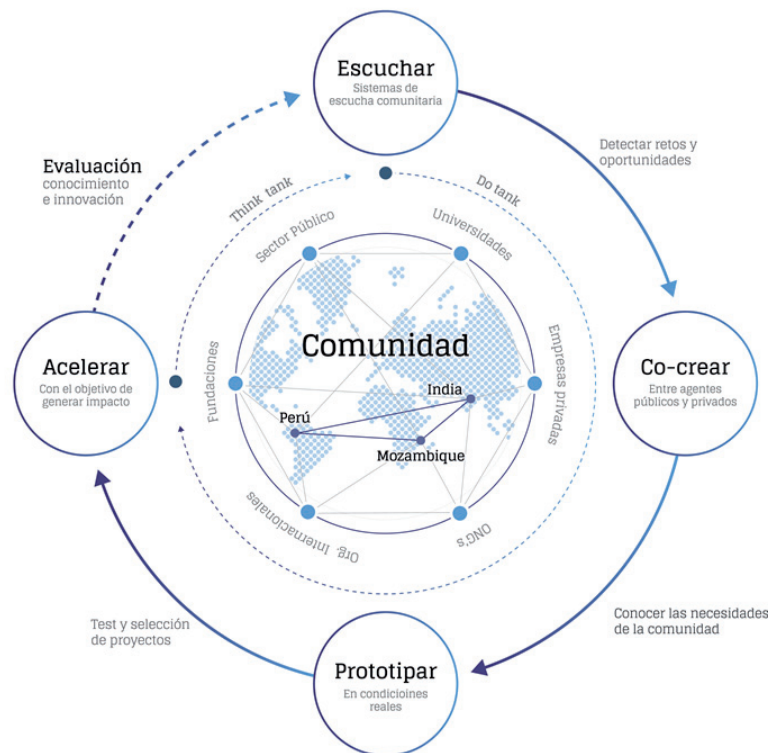 Escuchar
Sistemas de
escucha comunitaria
Detectar retos y
oportunidades
Evaluación
conocimiento
e innovación
Think tank
Do tank
Sector Público
Universidades
Comunidad
Acelerar
Con el objetivo de
generar impacto
Fundaciones
Empresas privadas
Co-crear
Entre agentes
públicos y privados
India
Perú
Mozambique
Org. Internacionales
ONG's
Test y selección
de proyectos
Conocer las necesidades
de la comunidad
Prototipar
En condicioines
reales